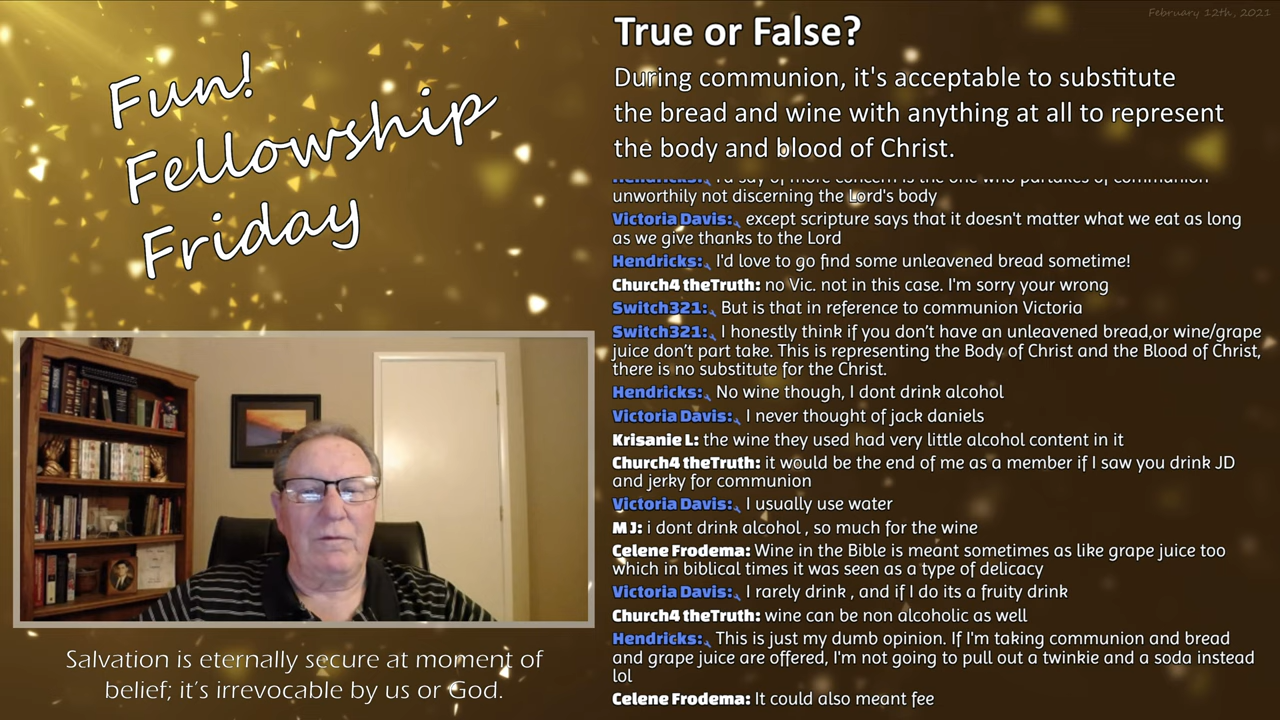 Fun!
Fellowship
Friday
Salvation is eternally secure at moment of
belief; it's irrevocable by us or God.
February 12th, 2021
True or False?
During communion, it's acceptable to substitute
the bread and wine with anything at all to represent
the body and blood of Christ.
Hendricks: I'd say of more concern is the one who partakes of communion
unworthily not discerning the Lord's body
Victoria Davis: except scripture says that it doesn't matter what we eat as long
as we give thanks to the Lord
Hendricks: I'd love to go find some unleavened bread sometime!
Church4 theTruth: no Vic. not in this case. I'm sorry your wrong
Switch321: But is that in reference to communion Victoria
Switch321: I honestly think if you don't have an unleavened bread,or wine/grape
juice don't part take. This is representing the Body of Christ and the Blood of Christ,
there is no substitute for the Christ.
Hendricks: No wine though, I dont drink alcohol
Victoria Davis: I never thought of jack daniels
Krisanie L: the wine they used had very little alcohol content in it
Church4 theTruth: it would be the end of me as a member if I saw you drink JD
and jerky for communion
Victoria Davis: I usually use water
M J: i dont drink alcohol , so much for the wine
Celene Frodema: Wine in the Bible is meant sometimes as like grape juice too
which in biblical times it was seen as a type of delicacy
Victoria Davis: I rarely drink , and if I do its a fruity drink
Church4 theTruth: wine can be non alcoholic as well
Hendricks: This is just my dumb opinion. If I'm taking communion and bread
and grape juice are offered, I'm not going to pull out a twinkie and a soda instead
lol
Celene Frodema: It could also meant fee